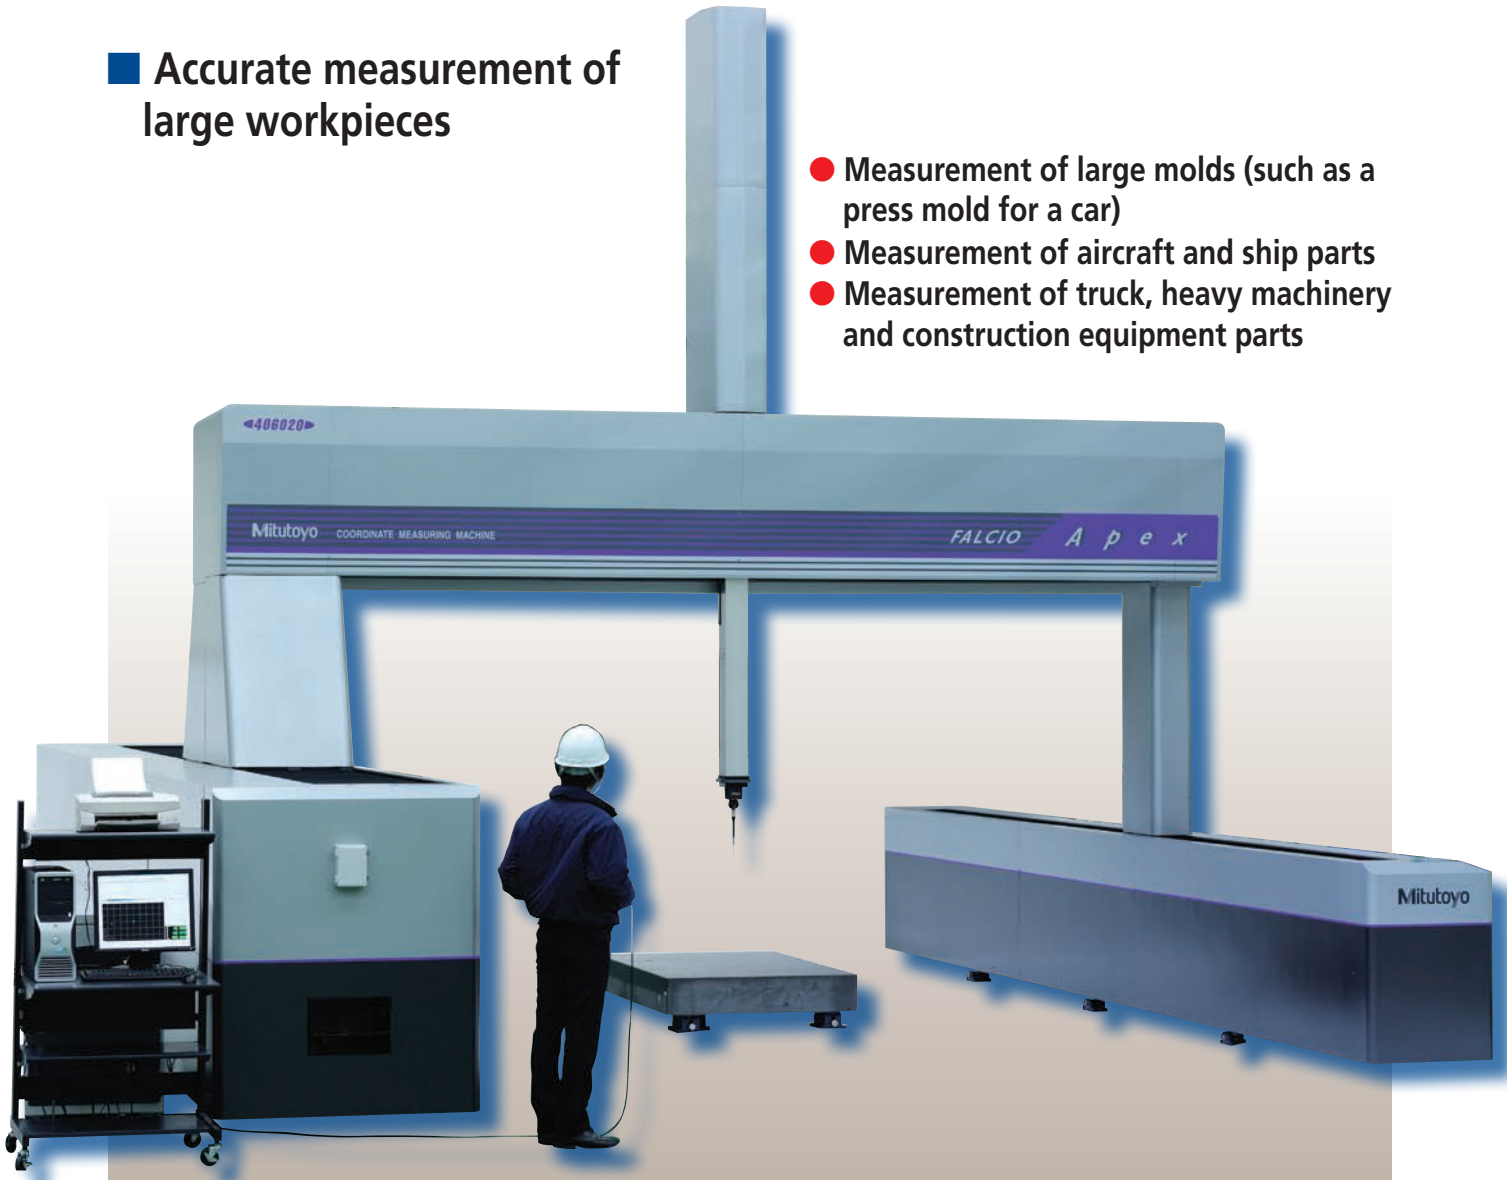 Accurate measurement of
large workpieces
Measurement of large molds (such as a
press mold for a car)
Measurement of aircraft and ship parts
Measurement of truck, heavy machinery
and construction equipment parts
406020
Mitutoyo COORDINATE MEASURING MACHINE FALCIO Apex
Mitutoyo